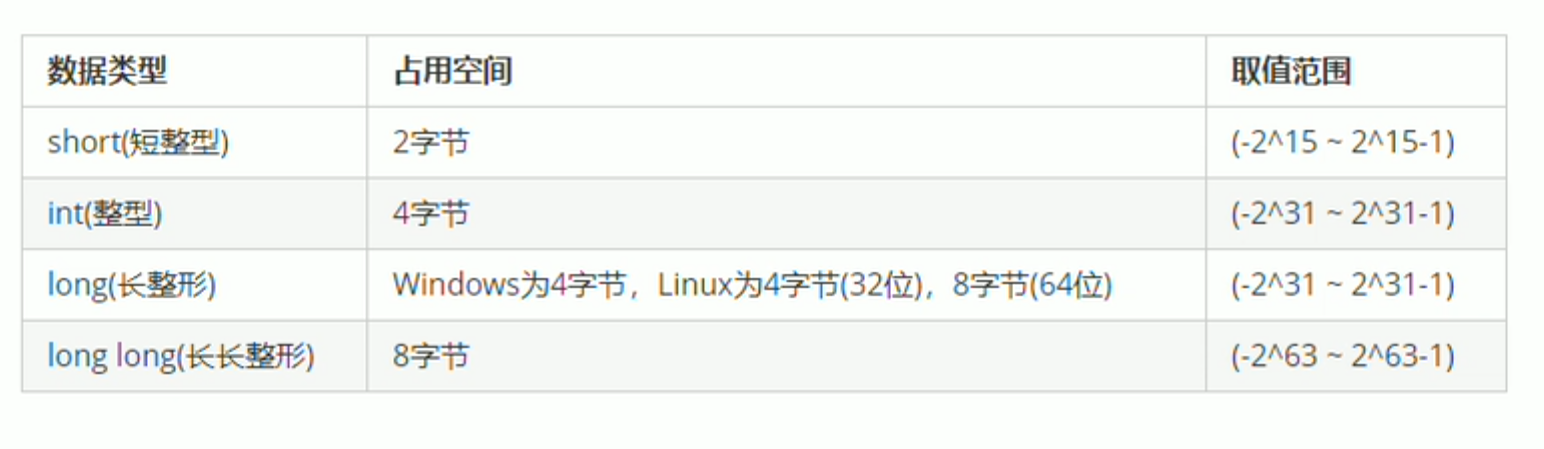 数据类型 占用空间 取值范围
short(短整型) 2字节 (-2^15 ~ 2^15-1)
int(整型) 4字节 (-2^31 ~ 2^31-1)
long(长整形) Windows为4字节，Linux为4字节(32位)，8字节(64位) (-2^31 ~ 2^31-1)
long long(长长整形) 8字节 (-2^63 ~ 2^63-1)